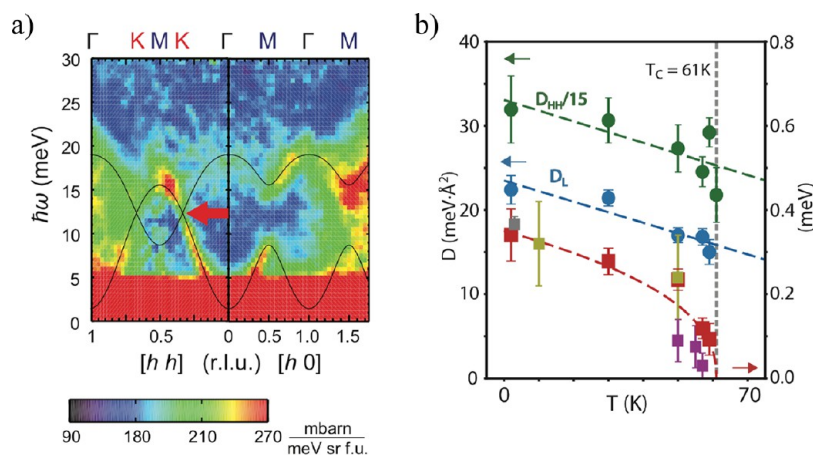 a)
Γ K M K Γ M Γ M
30
25
20
15
10
5
0
ħω (meV)
1 0.5 0 0.5 1.0 1.5
[h h] (r.l.u.) [h 0]
90 180 210 270
mbarn
meV sr f.u.
b)
40
30
20
10
0
D (meV·Å²)
T_C = 61K
D_HH/15
D_L
0.8
0.6
0.4
0.2
0.0
(meV)
0 70
T (K)